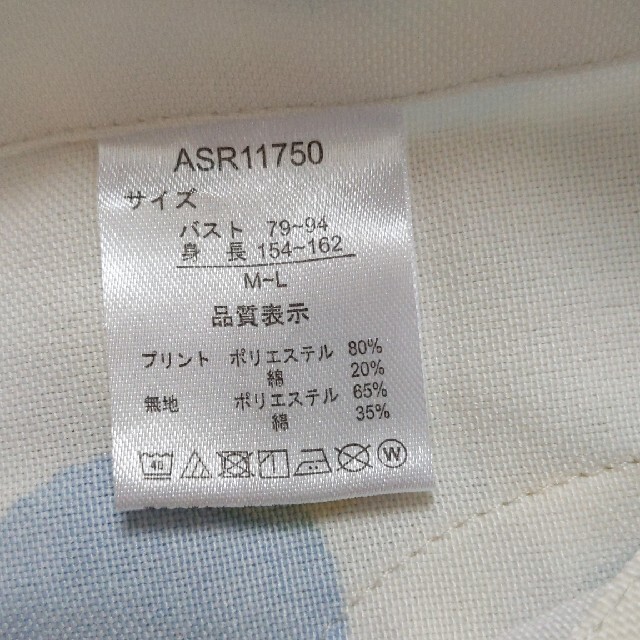 ASR11750
サイズ
バスト 79~94
身長 154~162
M~L
品質表示
プリント ポリエステル 80%
綿 20%
無地 ポリエステル 65%
綿 35%
40 W